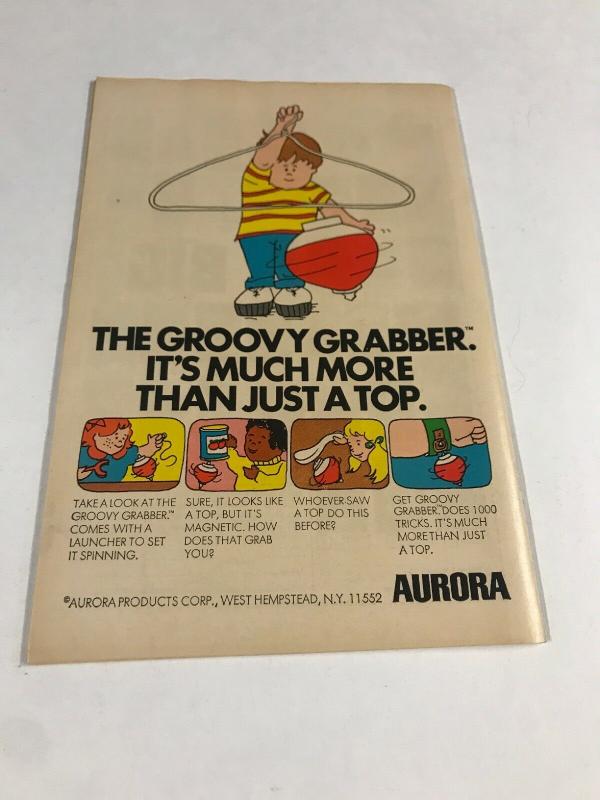 THE GROOVY GRABBER.™
IT'S MUCH MORE
THAN JUST A TOP.
TAKE A LOOK AT THE
GROOVY GRABBER.™
COMES WITH A
LAUNCHER TO SET
IT SPINNING.
SURE, IT LOOKS LIKE
A TOP, BUT IT'S
MAGNETIC. HOW
DOES THAT GRAB
YOU?
WHOEVER SAW
A TOP DO THIS
BEFORE?
GET GROOVY
GRABBER.™ DOES 1000
TRICKS. IT'S MUCH
MORE THAN JUST
A TOP.
©AURORA PRODUCTS CORP., WEST HEMPSTEAD, N.Y. 11552
AURORA